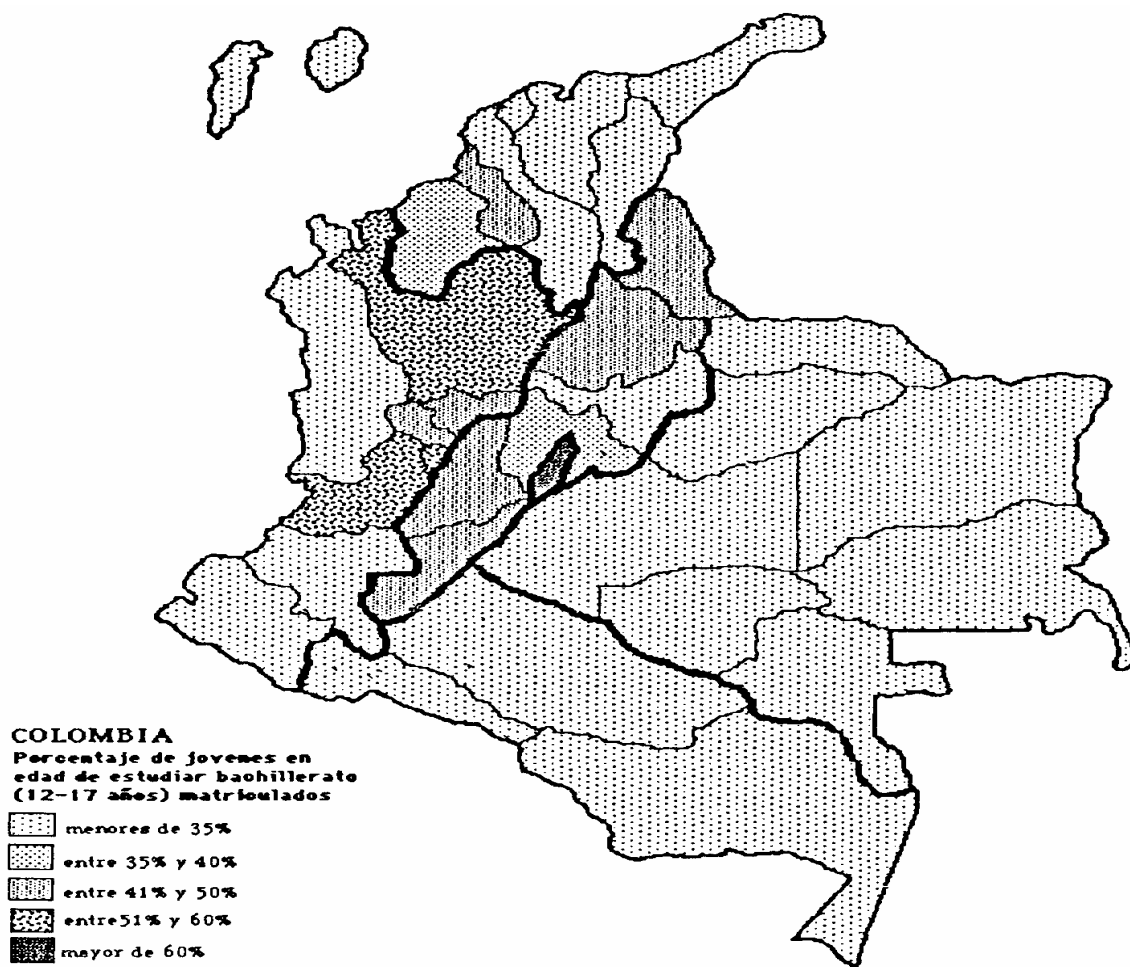 COLOMBIA
Porcentaje de jovenes en
edad de estudiar bachillerato
(12-17 años) matriculados
menores de 35%
entre 35% y 40%
entre 41% y 50%
entre51% y 60%
mayor de 60%